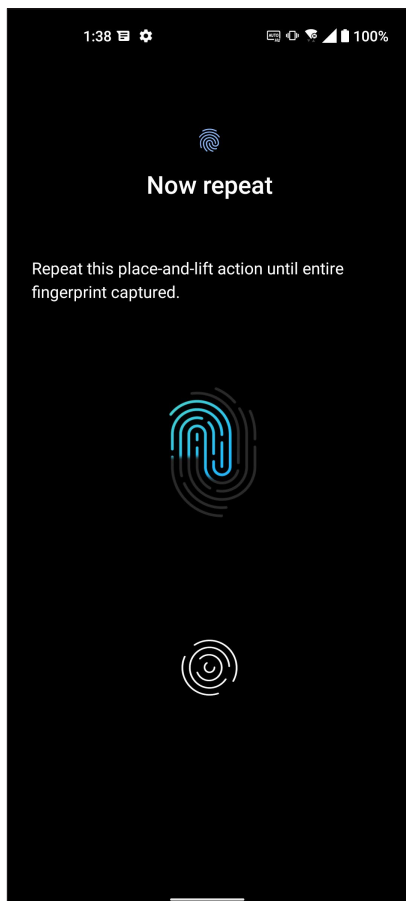 1:38 100%
Now repeat
Repeat this place-and-lift action until entire
fingerprint captured.